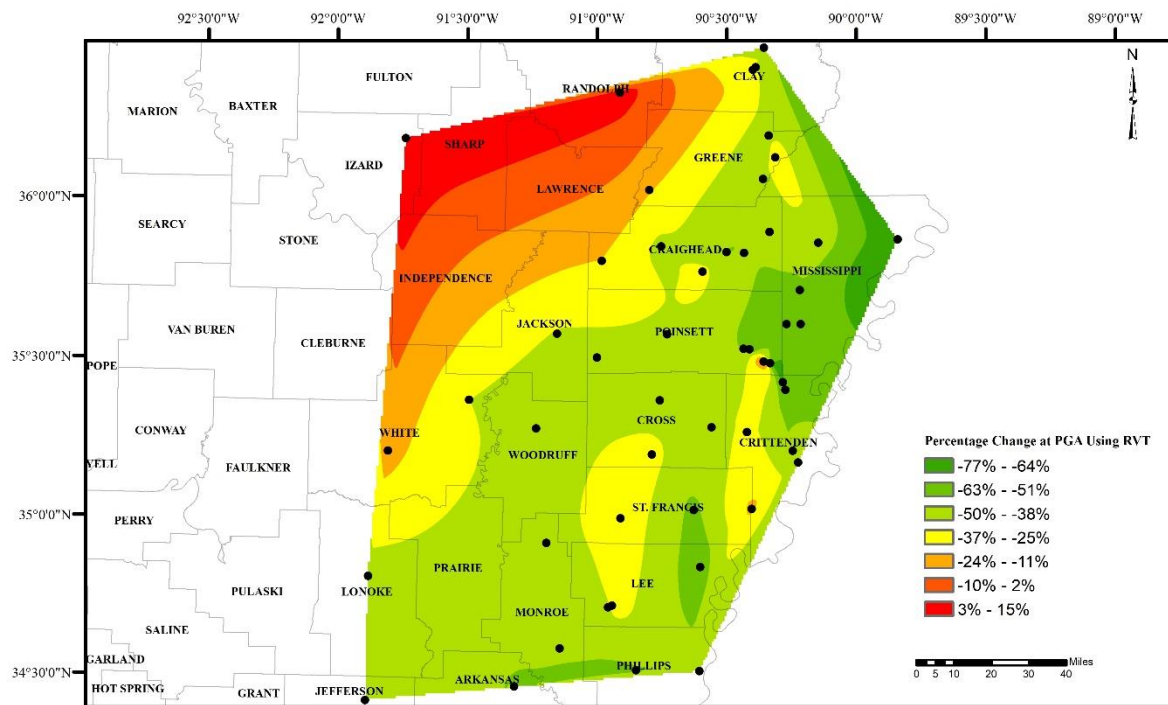 92°30'0"W 92°0'0"W 91°30'0"W 91°0'0"W 90°30'0"W 90°0'0"W 89°30'0"W 89°0'0"W
N
FULTON
RANDOLPH
CLAY
MARION
BAXTER
SHARP
IZARD
GREENE
LAWRENCE
36°0'0"N
SEARCY
STONE
CRAIGHEAD
MISSISSIPPI
INDEPENDENCE
VAN BUREN
JACKSON
POINSETT
CLEBURNE
35°30'0"N
POPE
CONWAY
WHITE
CROSS
CRITTENDEN
WOODRUFF
YELL
FAULKNER
ST. FRANCIS
35°0'0"N
PERRY
PRAIRIE
LEE
PULASKI
LONOKE
MONROE
SALINE
GARLAND
PHILLIPS
34°30'0"N
ARKANSAS
HOT SPRING
GRANT
JEFFERSON
Percentage Change at PGA Using RVT
-77% - -64%
-63% - -51%
-50% - -38%
-37% - -25%
-24% - -11%
-10% - 2%
3% - 15%
Miles
0 5 10 20 30 40